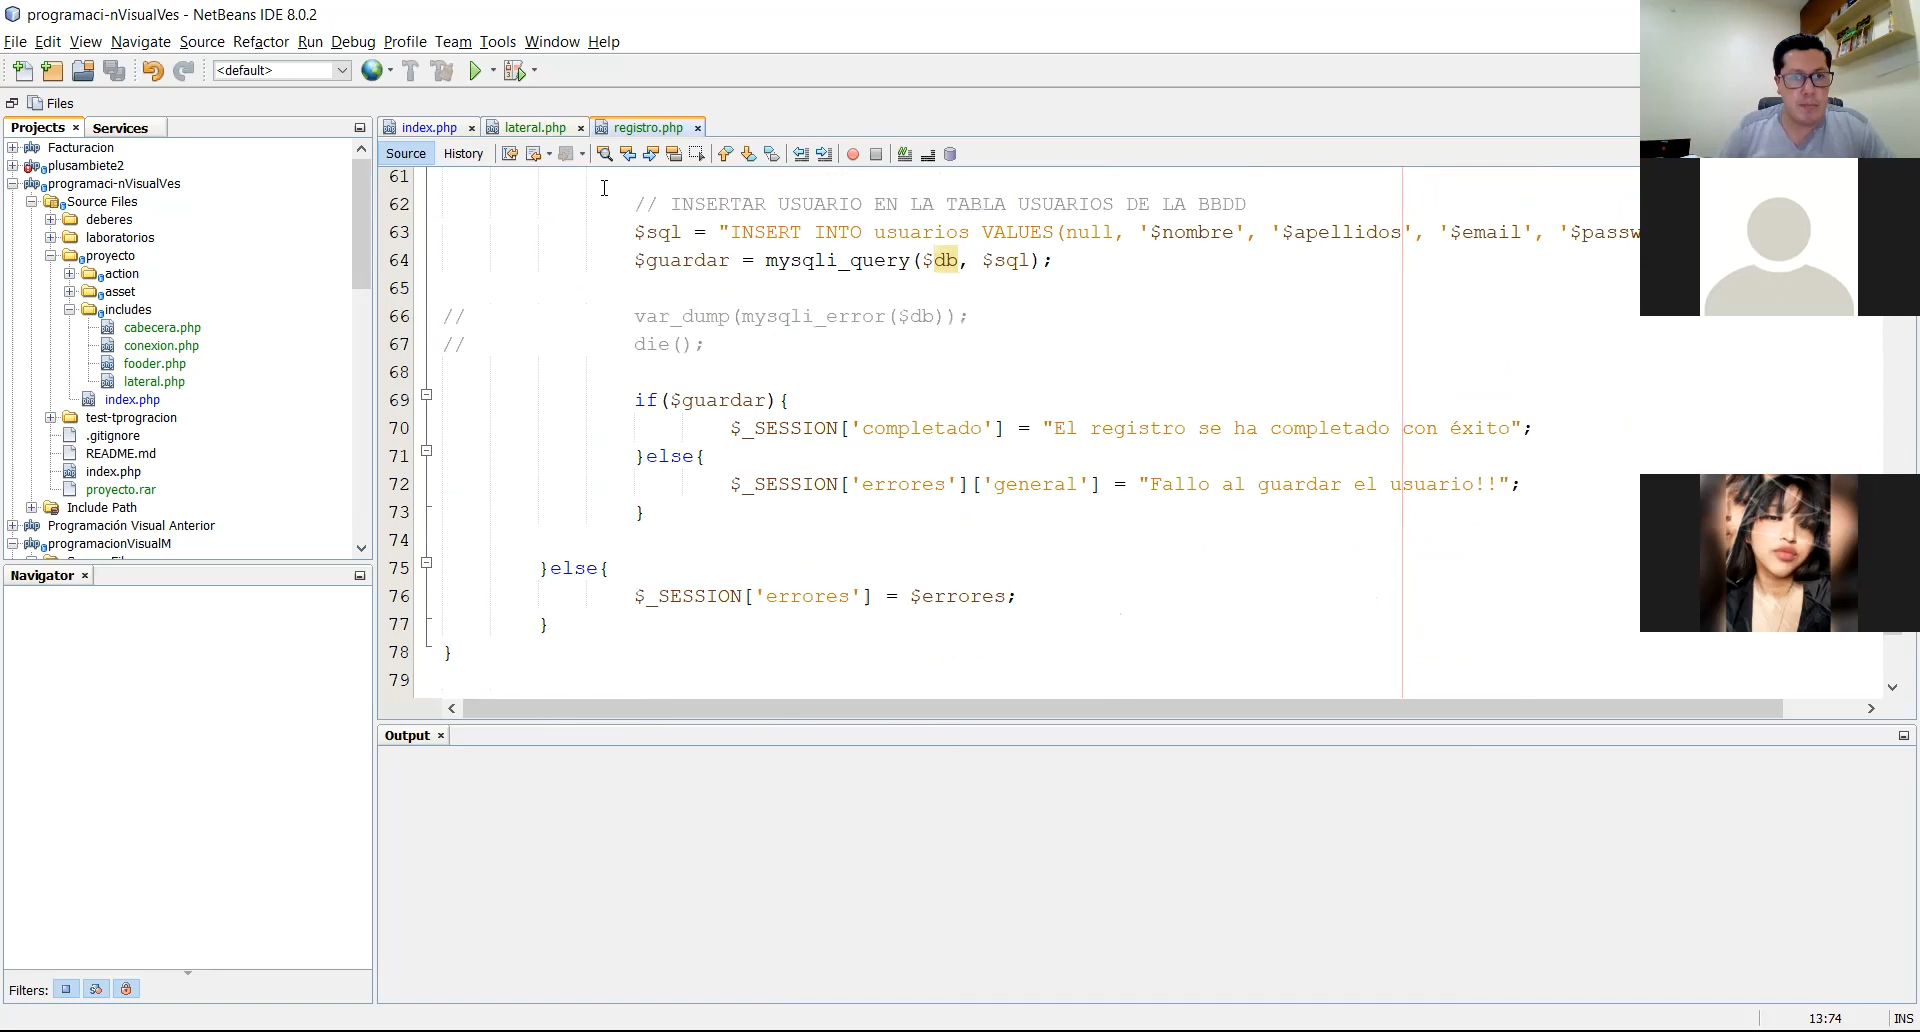 programaci-nVisualVes - NetBeans IDE 8.0.2
File Edit View Navigate Source Refactor Run Debug Profile Team Tools Window Help
<default>
Files
Projects × Services
Facturacion
plusambiete2
programaci-nVisualVes
Source Files
deberes
laboratorios
proyecto
action
asset
includes
cabecera.php
conexion.php
fooder.php
lateral.php
index.php
test-tprogracion
.gitignore
README.md
index.php
proyecto.rar
Include Path
Programación Visual Anterior
programacionVisualM
Navigator ×
Filters:
index.php × lateral.php × registro.php ×
Source History
61
62 // INSERTAR USUARIO EN LA TABLA USUARIOS DE LA BBDD
63 $sql = "INSERT INTO usuarios VALUES(null, '$nombre', '$apellidos', '$email', '$passw
64 $guardar = mysqli_query($db, $sql);
65
66 // var_dump(mysqli_error($db));
67 // die();
68
69 if($guardar){
70 $_SESSION['completado'] = "El registro se ha completado con éxito";
71 }else{
72 $_SESSION['errores']['general'] = "Fallo al guardar el usuario!!";
73 }
74
75 }else{
76 $_SESSION['errores'] = $errores;
77 }
78 }
79
Output ×
13:74 INS